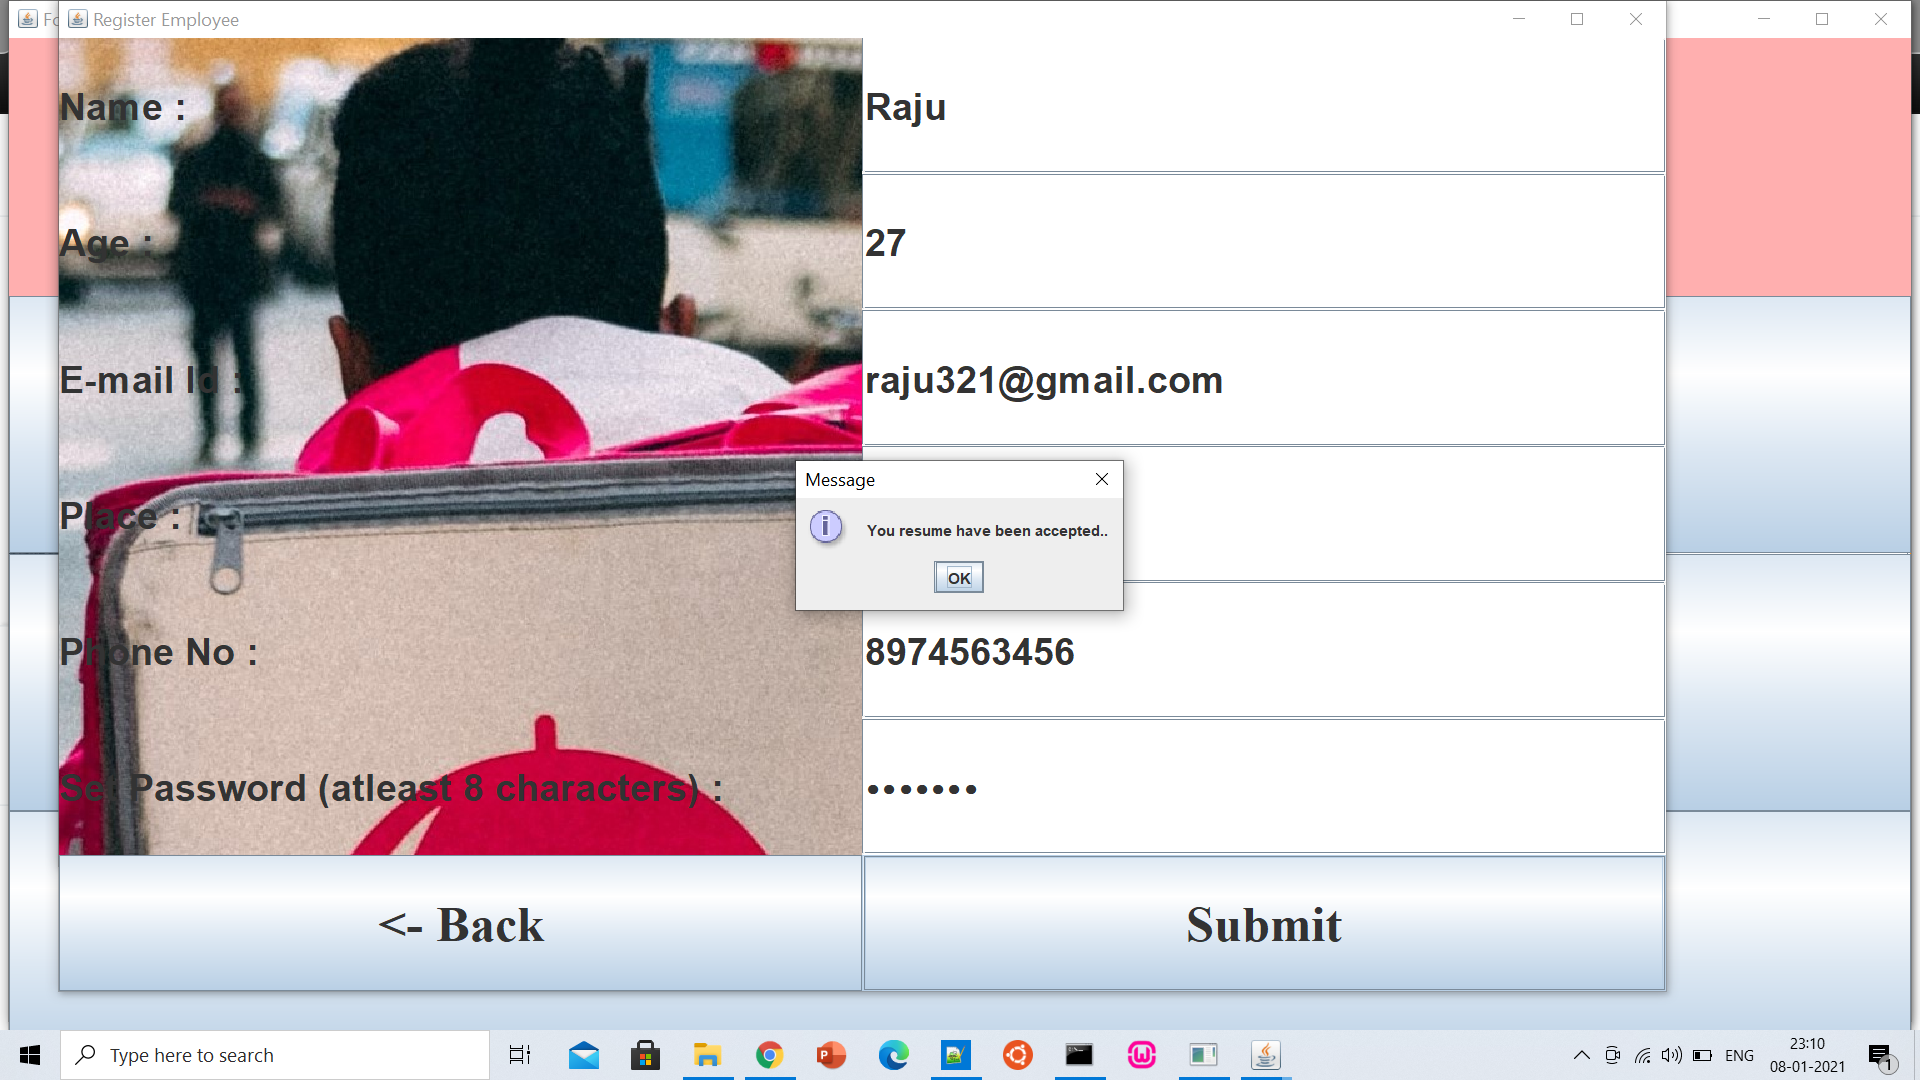 Fo
Register Employee
Name :
Raju
Age :
27
E-mail Id :
raju321@gmail.com
Message
You resume have been accepted..
OK
Place :
Phone No :
8974563456
Set Password (atleast 8 characters) :
•••••••
<- Back
Submit
Type here to search
ENG
23:10
08-01-2021
1